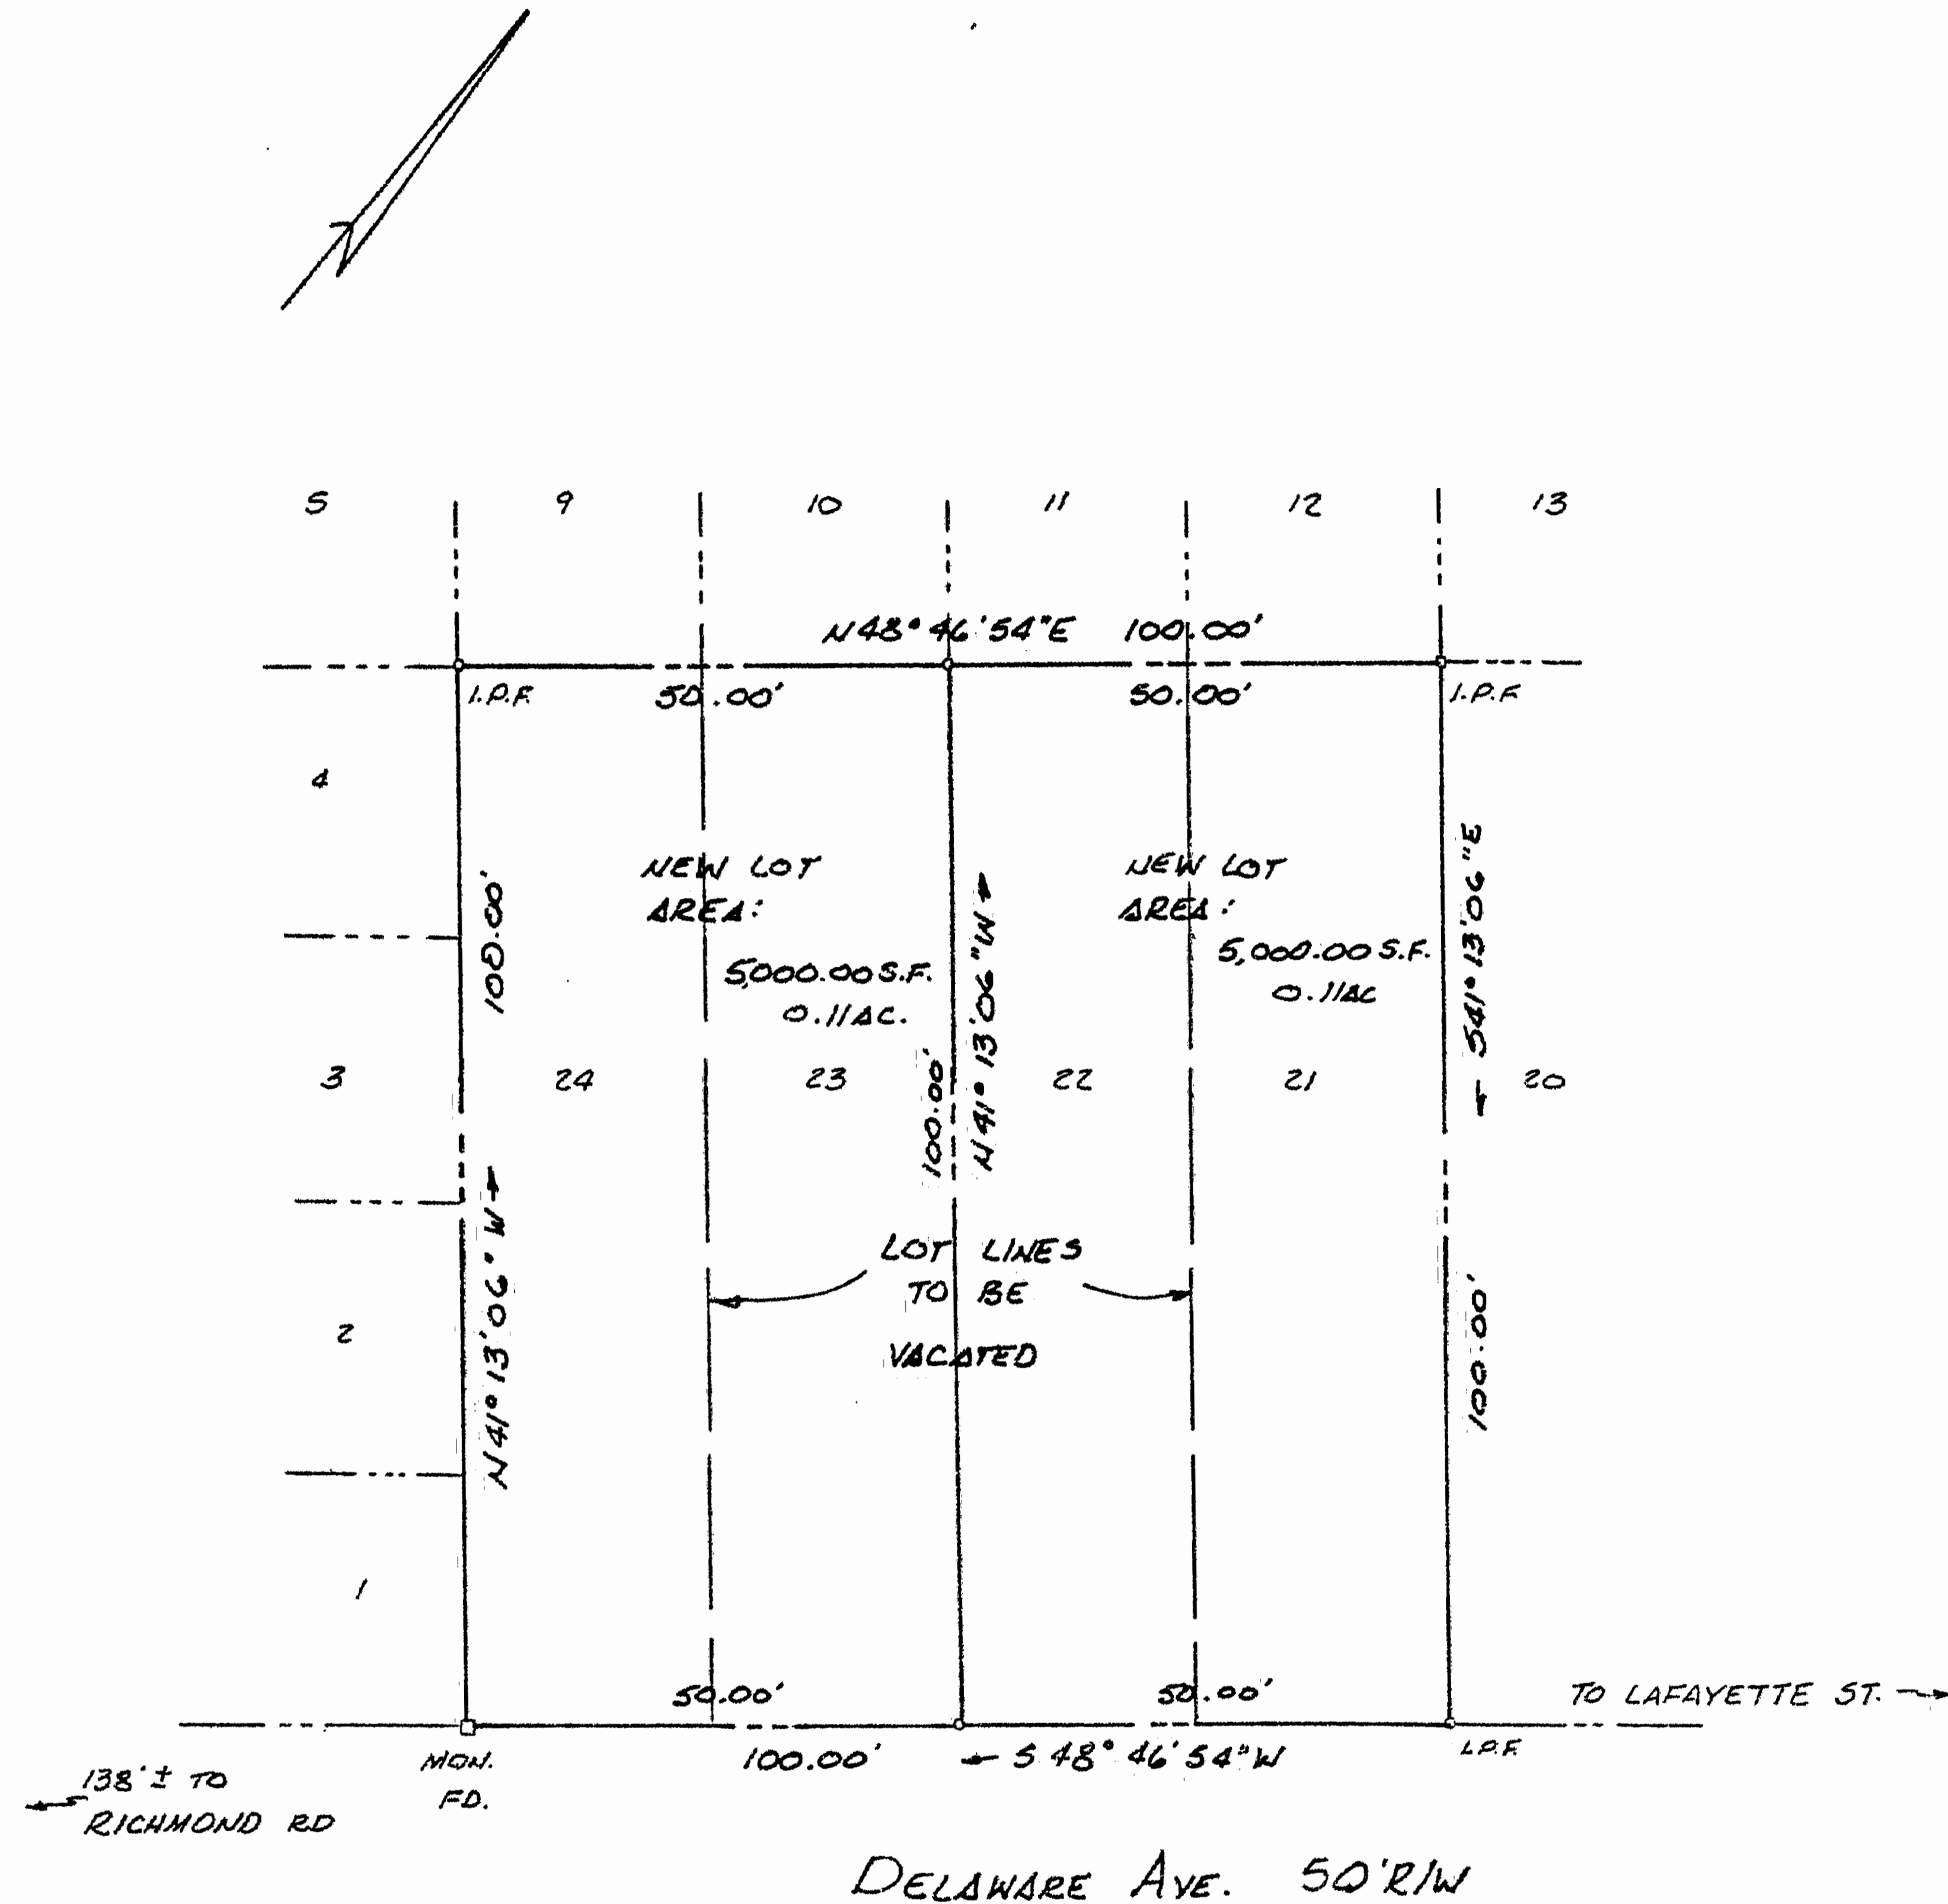 5 9 10 11 12 13
N48°46'54"E 100.00'
I.P.F. 50.00' 50.00' I.P.F.
4
NEW LOT
AREA:
5,000.00 S.F.
0.11 AC.
NEW LOT
AREA:
5,000.00 S.F.
0.11 AC
100.00'
N41°13'06"W
100.00'
N41°13'06"W
S41°13'06"E
100.00'
3 24 23 22 21 20
LOT LINES
TO BE
VACATED
2
1
50.00' 50.00'
TO LAFAYETTE ST.
MON.
FD.
100.00' S 48°46'54"W
I.P.F.
138'± TO
RICHMOND RD
DELAWARE AVE. 50'R/W